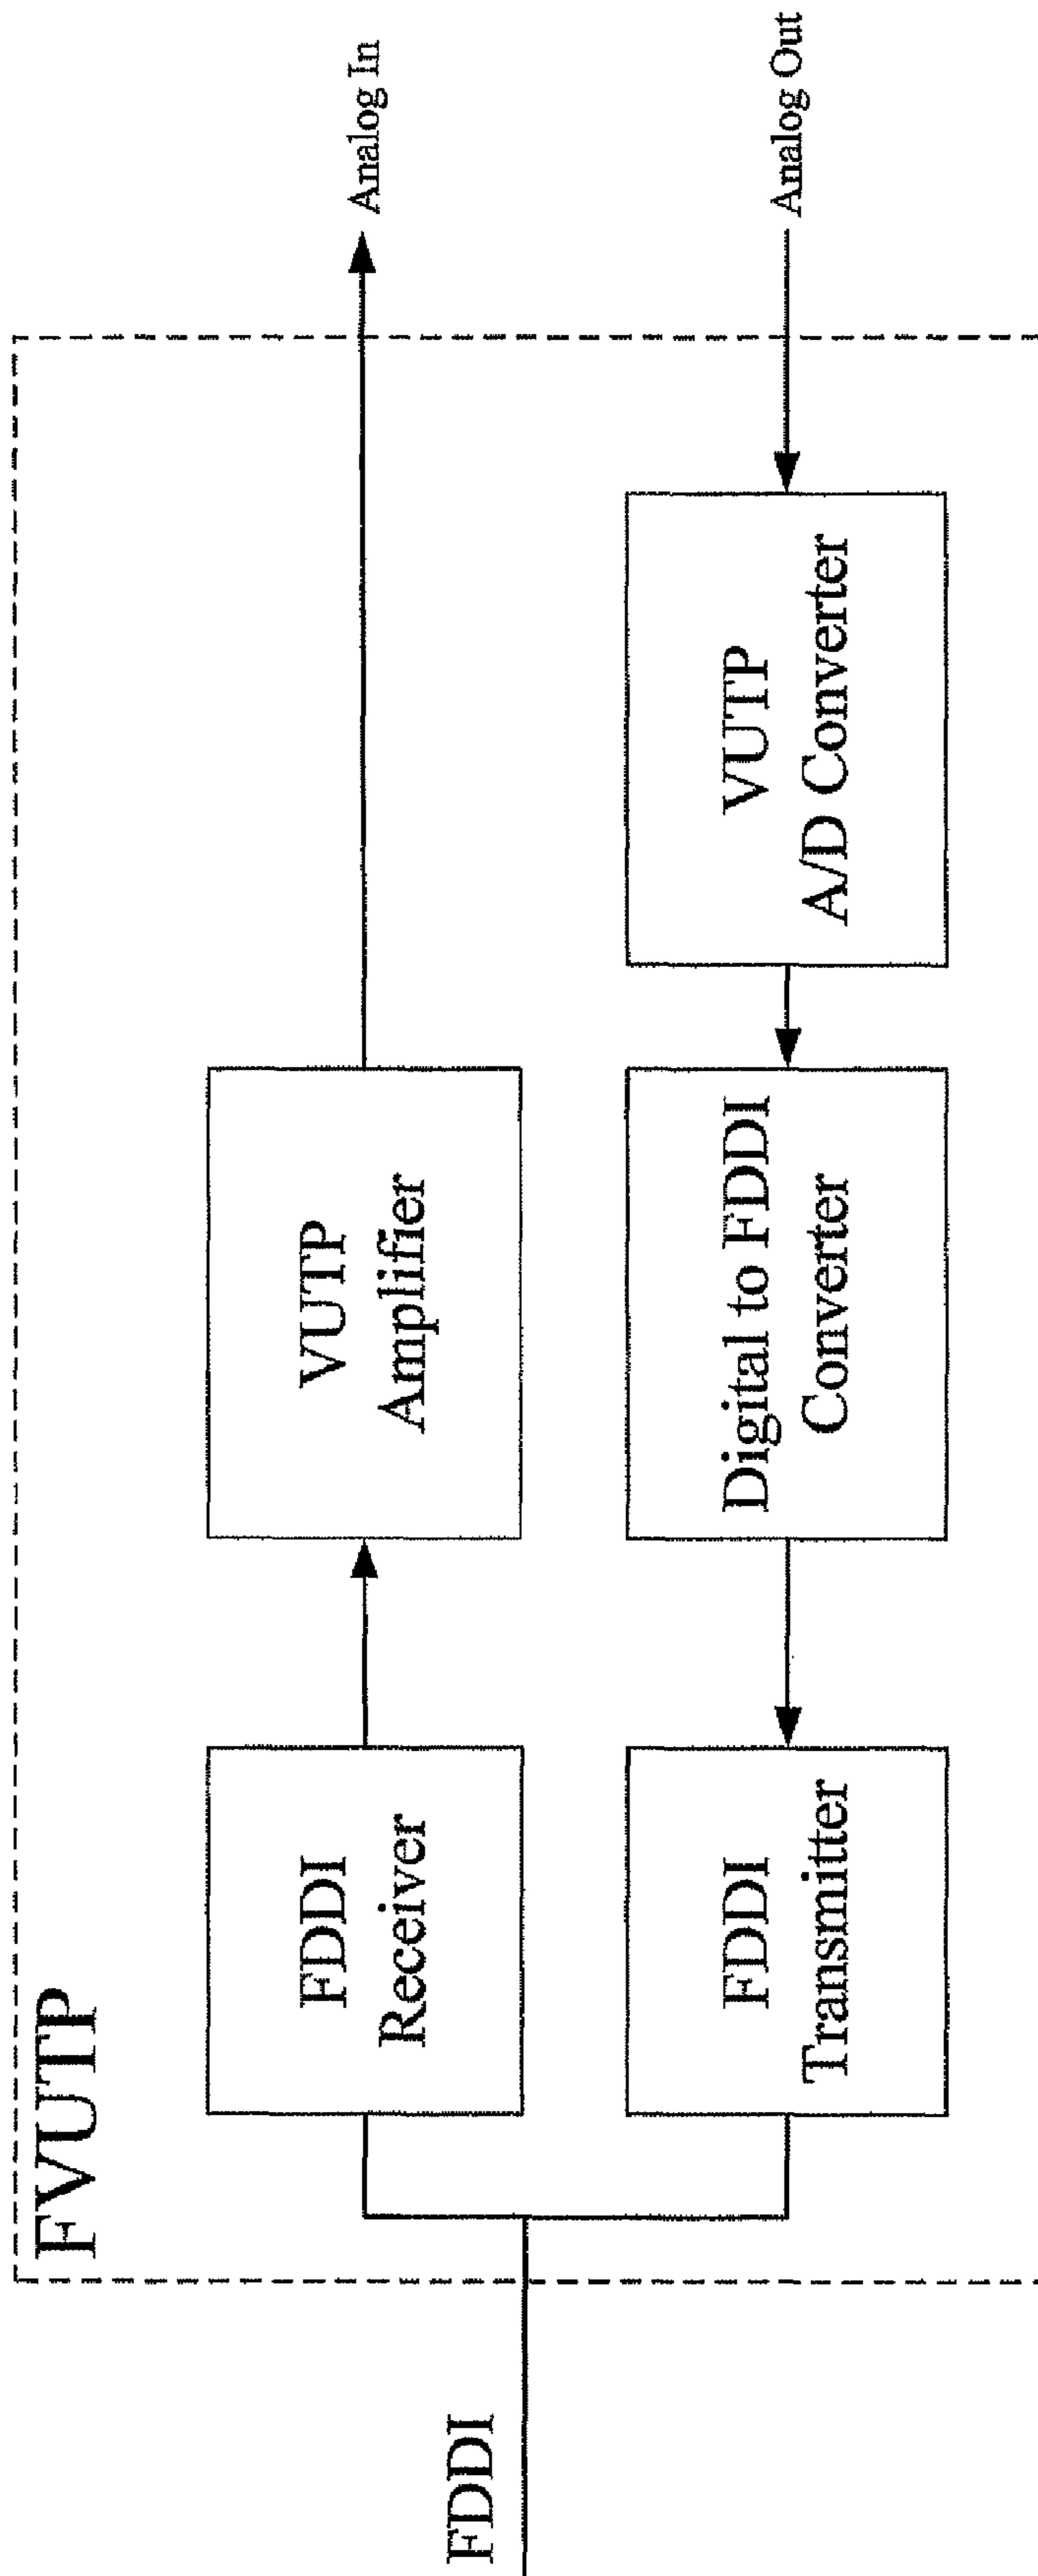 FVUTP
FDDI
FDDI
Receiver
VUTP
Amplifier
Analog In
FDDI
Transmitter
Digital to FDDI
Converter
VUTP
A/D Converter
Analog Out